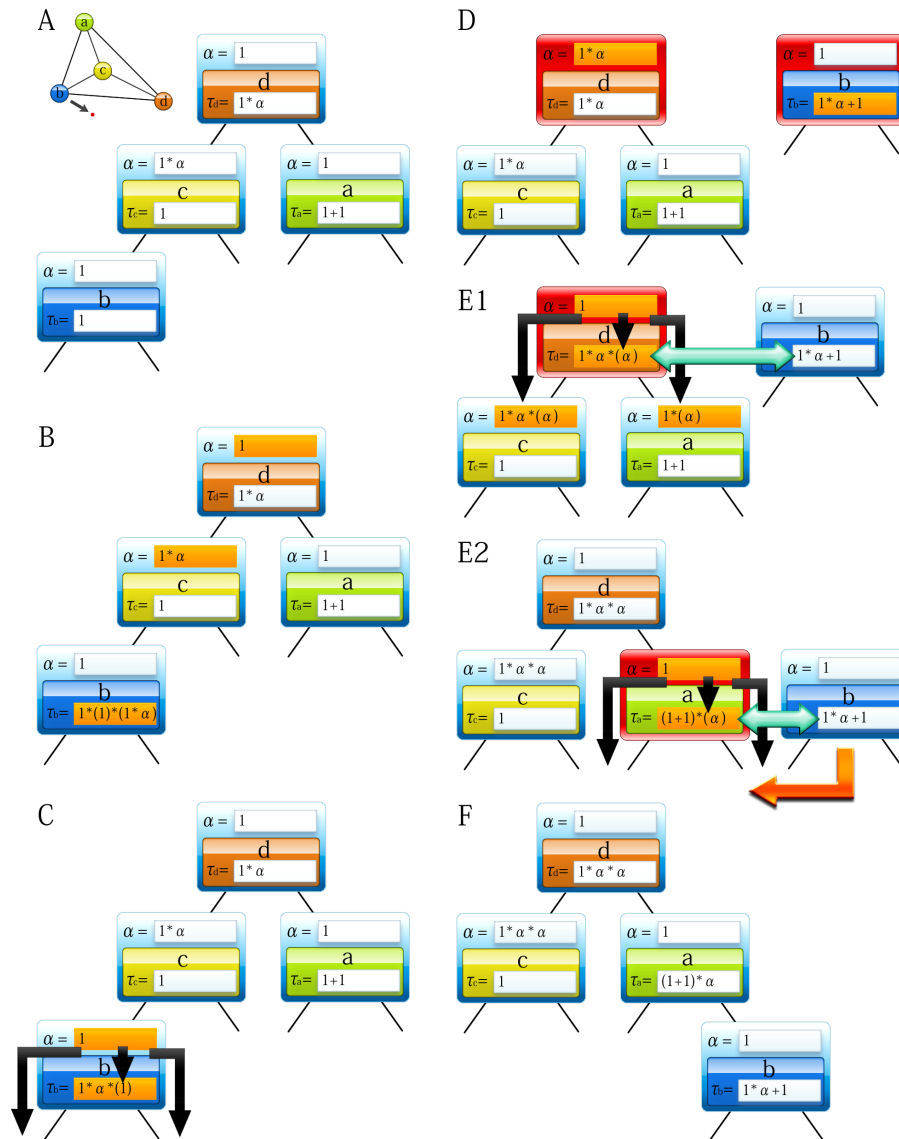 A
a
c
b
d
α = 1
d
τd= 1*α
α = 1*α
c
τc= 1
α = 1
a
τa= 1+1
α = 1
b
τb= 1
B
α = 1
d
τd= 1*α
α = 1*α
c
τc= 1
α = 1
a
τa= 1+1
α = 1
b
τb= 1*(1)*(1*α)
C
α = 1
d
τd= 1*α
α = 1*α
c
τc= 1
α = 1
a
τa= 1+1
α = 1
b
τb= 1*α*(1)
D
α = 1*α
d
τd= 1*α
α = 1
b
τb= 1*α+1
α = 1*α
c
τc= 1
α = 1
a
τa= 1+1
E1
α = 1
d
τd= 1*α*(α)
α = 1
b
1*α+1
α = 1*α*(α)
c
τc= 1
α = 1*(α)
a
τa= 1+1
E2
α = 1
d
τd= 1*α*α
α = 1*α*α
c
τc= 1
α = 1
a
τa= (1+1)*(α)
α = 1
b
1*α+1
F
α = 1
d
τd= 1*α*α
α = 1*α*α
c
τc= 1
α = 1
a
τa= (1+1)*α
α = 1
b
τb= 1*α+1